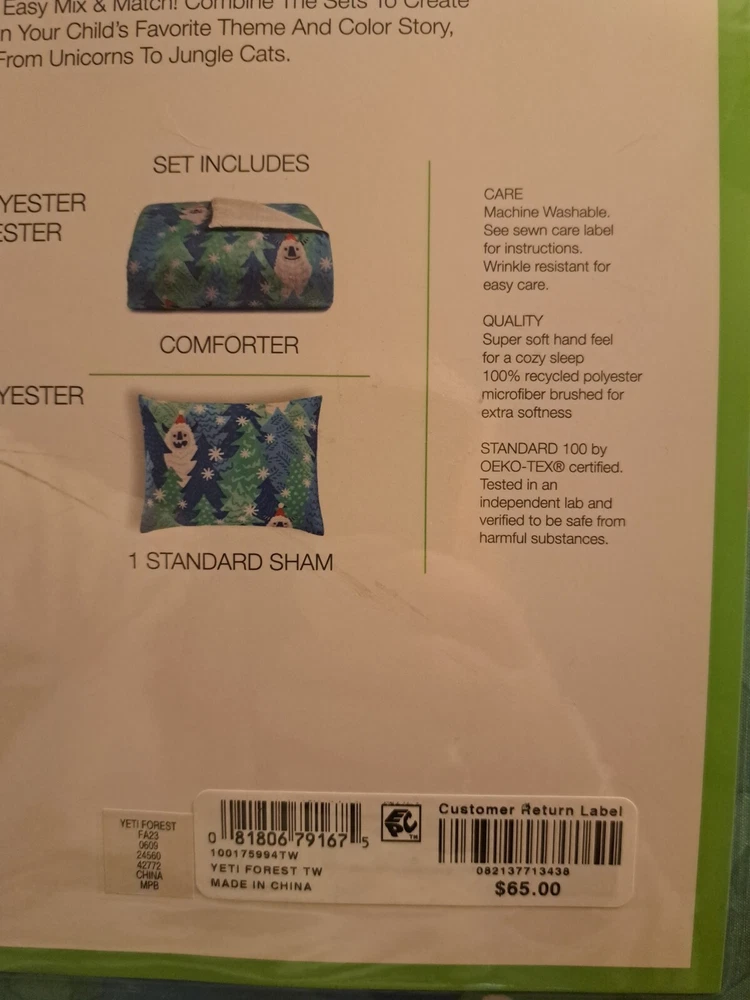 Easy Mix & Match! Combine The Sets To Create
n Your Child's Favorite Theme And Color Story,
From Unicorns To Jungle Cats.
SET INCLUDES
YESTER
ESTER
COMFORTER
YESTER
1 STANDARD SHAM
CARE
Machine Washable.
See sewn care label
for instructions.
Wrinkle resistant for
easy care.
QUALITY
Super soft hand feel
for a cozy sleep
100% recycled polyester
microfiber brushed for
extra softness
STANDARD 100 by
OEKO-TEX® certified.
Tested in an
independent lab and
verified to be safe from
harmful substances.
YETI FOREST
FA23
0609
24560
42772
CHINA
MPB
0 81806 79167 5
100175994TW
YETI FOREST TW
MADE IN CHINA
EPC™
Customer Return Label
082137713438
$65.00